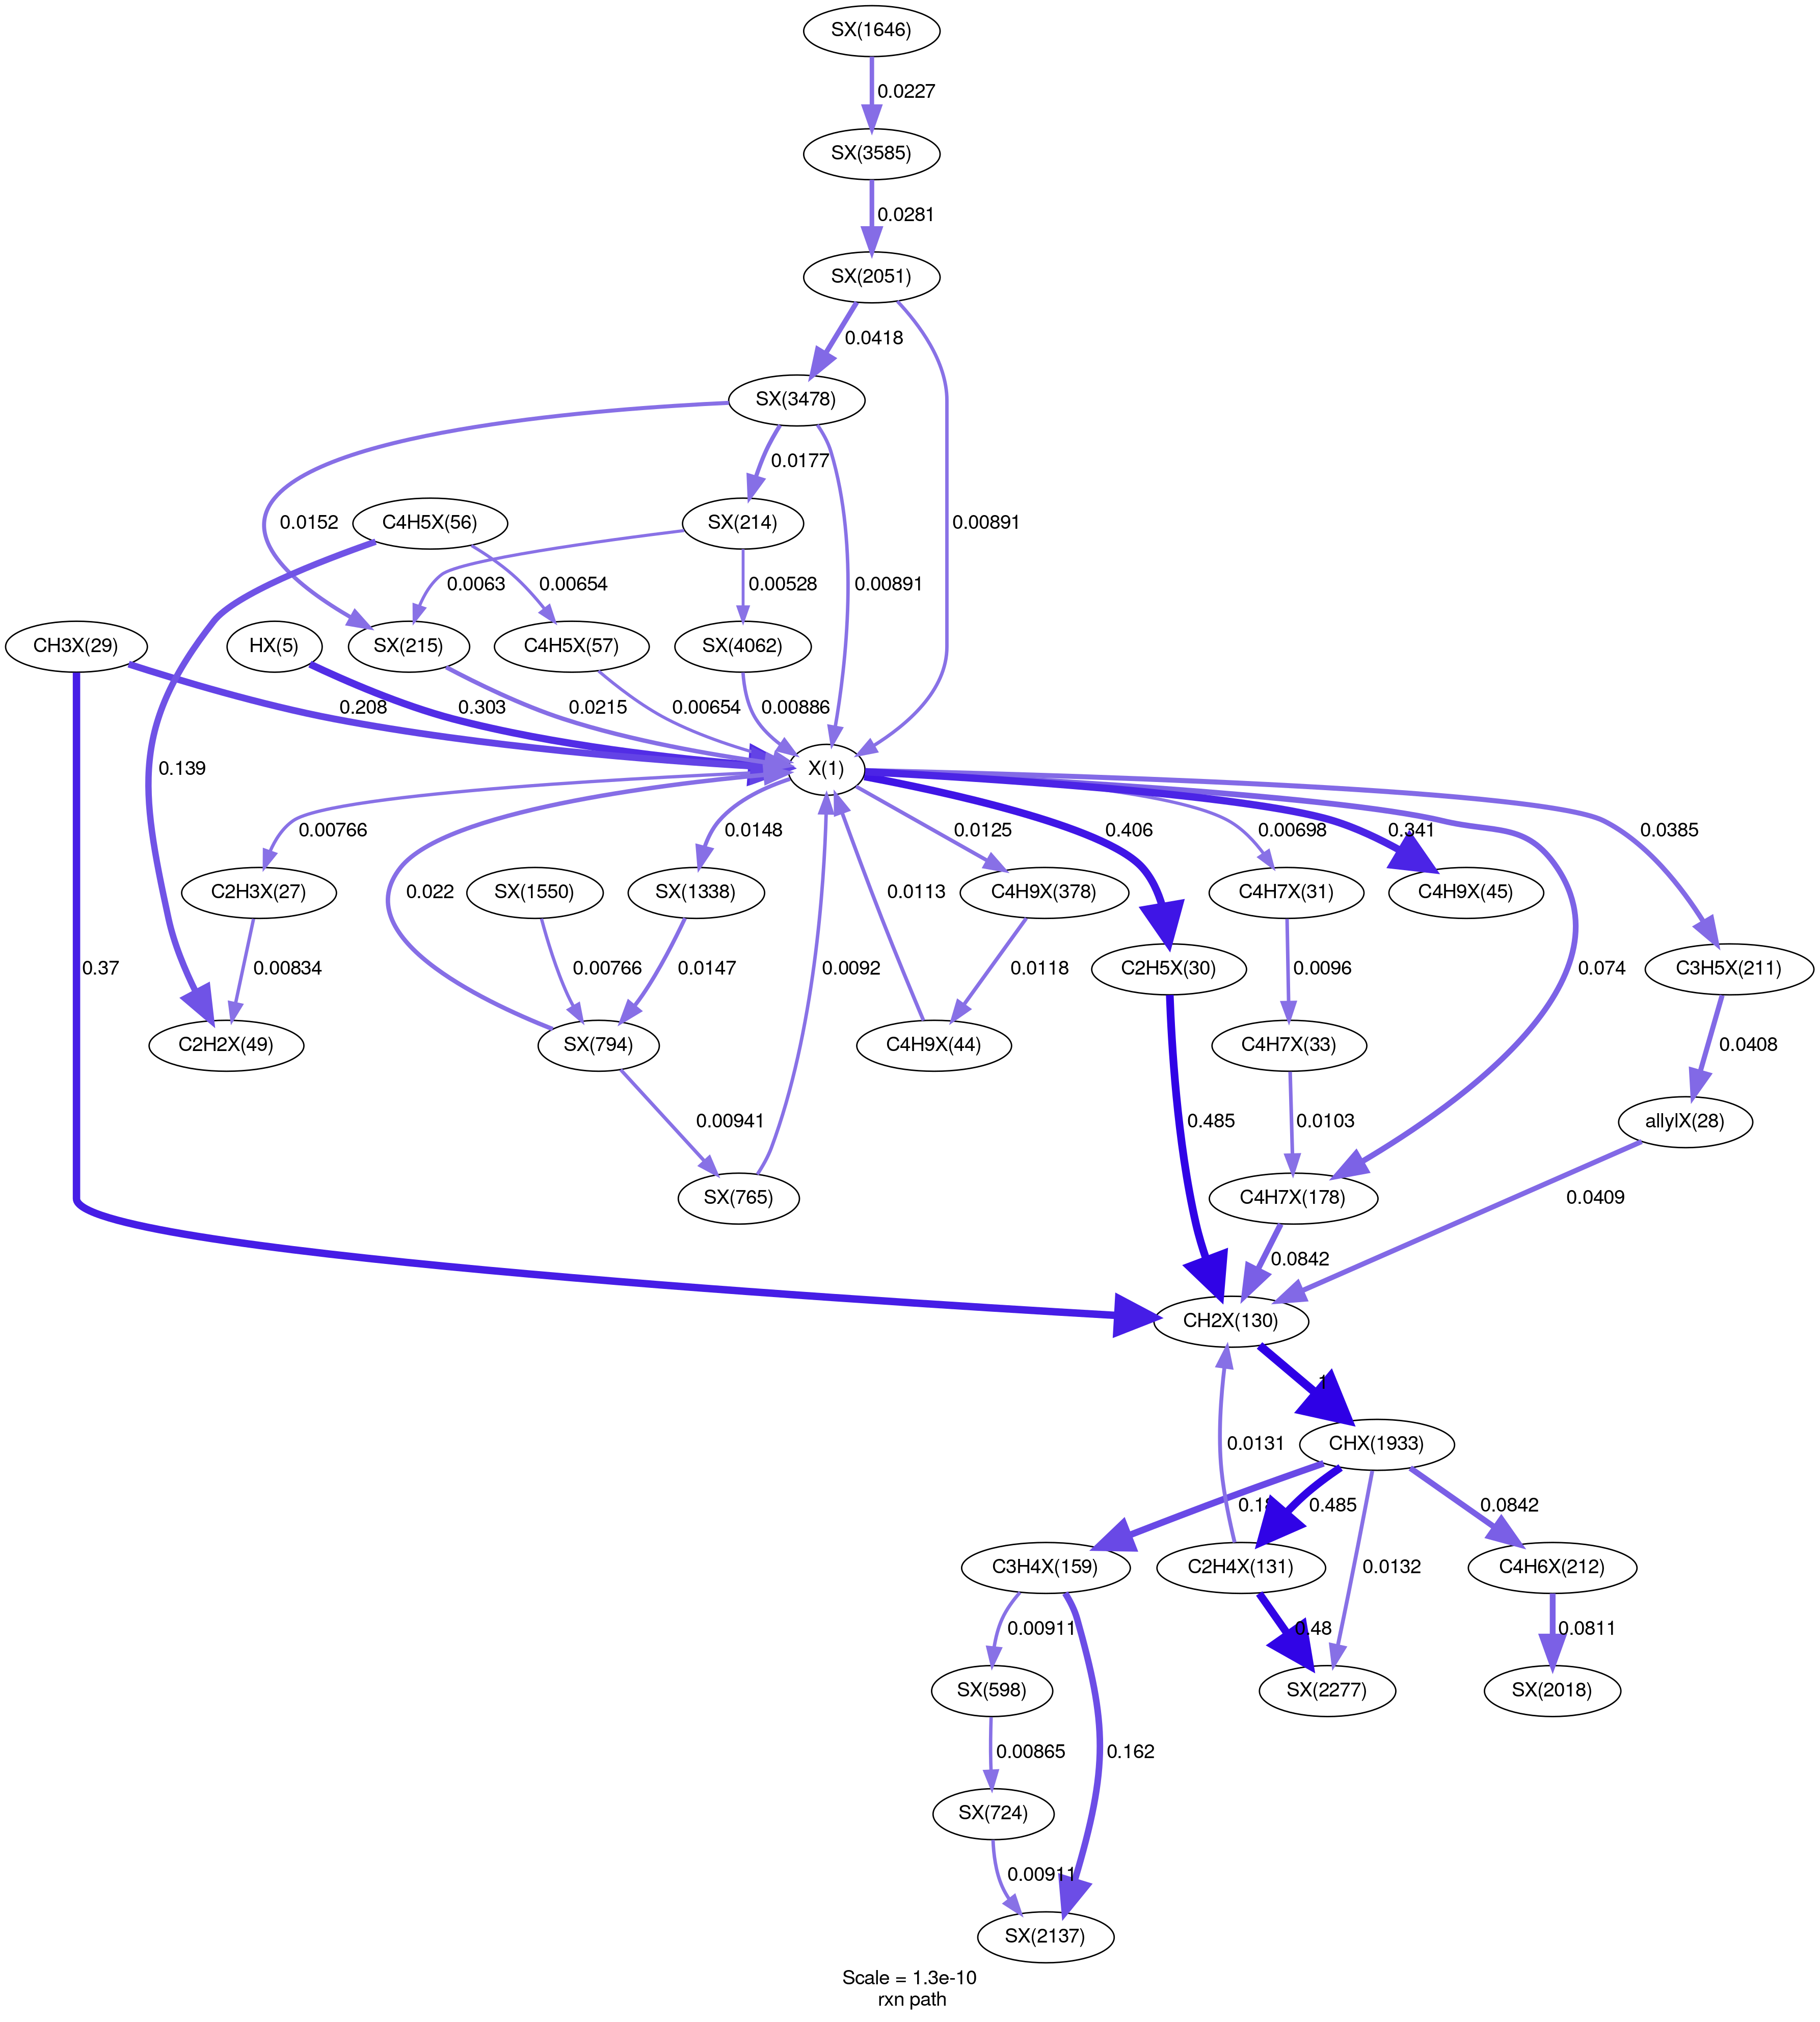 SX(1646)
0.0227
SX(3585)
0.0281
SX(2051)
0.0418
SX(3478)
0.0177
0.0152
C4H5X(56)
SX(214)
0.00891
0.0063
0.00654
0.00528
0.00891
CH3X(29)
HX(5)
SX(215)
C4H5X(57)
SX(4062)
0.208
0.303
0.0215
0.00654
0.00886
0.139
X(1)
0.00766
0.0148
0.0125
0.406
0.00698
0.341
0.0385
C2H3X(27)
0.022
SX(1550)
SX(1338)
0.0113
C4H9X(378)
C4H7X(31)
C4H9X(45)
0.37
0.00834
0.00766
0.0147
0.0092
0.0118
C2H5X(30)
0.0096
0.074
C3H5X(211)
C2H2X(49)
SX(794)
C4H9X(44)
C4H7X(33)
0.0408
0.00941
0.485
0.0103
allylX(28)
SX(765)
C4H7X(178)
0.0409
0.0842
CH2X(130)
1
0.0131
CHX(1933)
0.485
0.0132
0.0842
C3H4X(159)
C2H4X(131)
C4H6X(212)
0.00911
0.48
0.0811
SX(598)
SX(2277)
SX(2018)
0.00865
0.162
SX(724)
0.00911
SX(2137)
Scale = 1.3e-10
rxn path